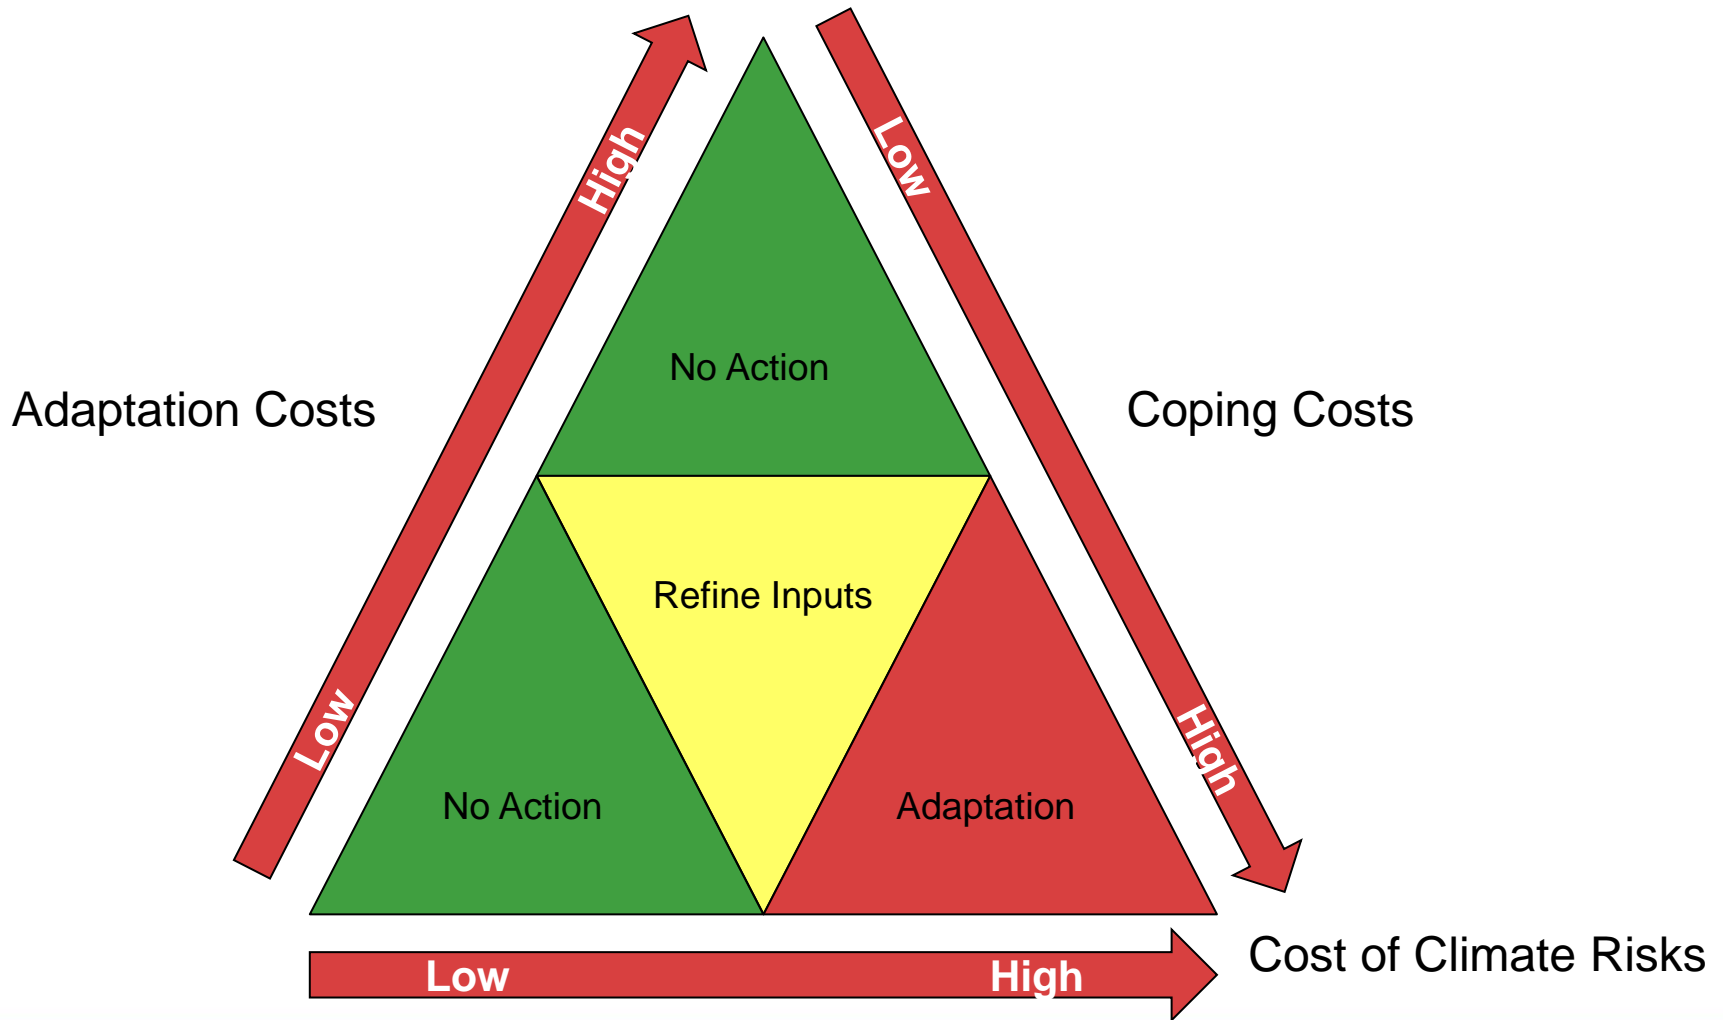 High
Low
No Action
Adaptation Costs
Coping Costs
Refine Inputs
Low
High
No Action
Adaptation
Cost of Climate Risks
Low
High